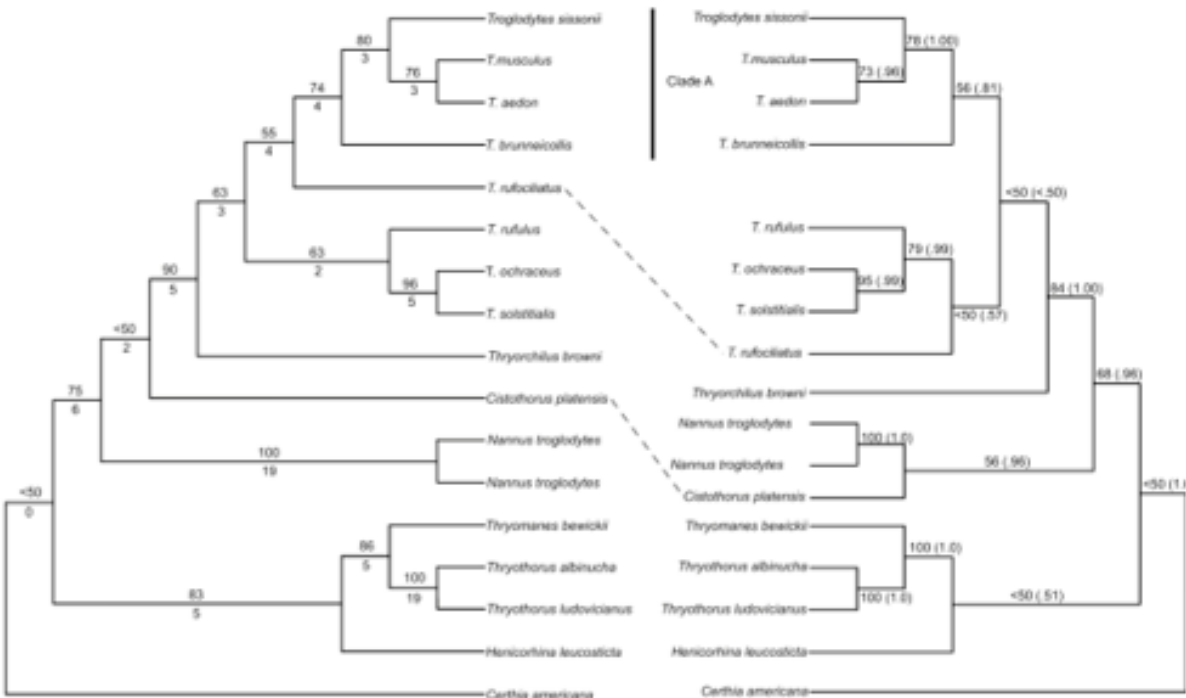 Troglodytes sissonii
80
3
T.musculus
76
3
T. aedon
74
4
T. brunneicollis
55
4
T. rufociliatus
63
3
T. rufulus
63
2
T. ochraceus
96
5
T. solstitialis
90
5
Thryorchilus browni
<50
2
Cistothorus platensis
75
6
Nannus troglodytes
100
19
Nannus troglodytes
<50
0
Thryomanes bewickii
86
5
Thryothorus albinucha
100
19
Thryothorus ludovicianus
83
5
Henicorhina leucosticta
Certhia americana
Clade A
Troglodytes sissonii
78 (1.00)
T.musculus
73 (.96)
T. aedon
56 (.81)
T. brunneicollis
<50 (<.50)
T. rufulus
79 (.99)
T. ochraceus
95 (.99)
T. solstitialis
<50 (.57)
84 (1.00)
T. rufociliatus
68 (.96)
Thryorchilus browni
Nannus troglodytes
100 (1.0)
Nannus troglodytes
56 (.96)
Cistothorus platensis
<50 (1.
Thryomanes bewickii
100 (1.0)
Thryothorus albinucha
100 (1.0)
Thryothorus ludovicianus
<50 (.51)
Henicorhina leucosticta
Certhia americana